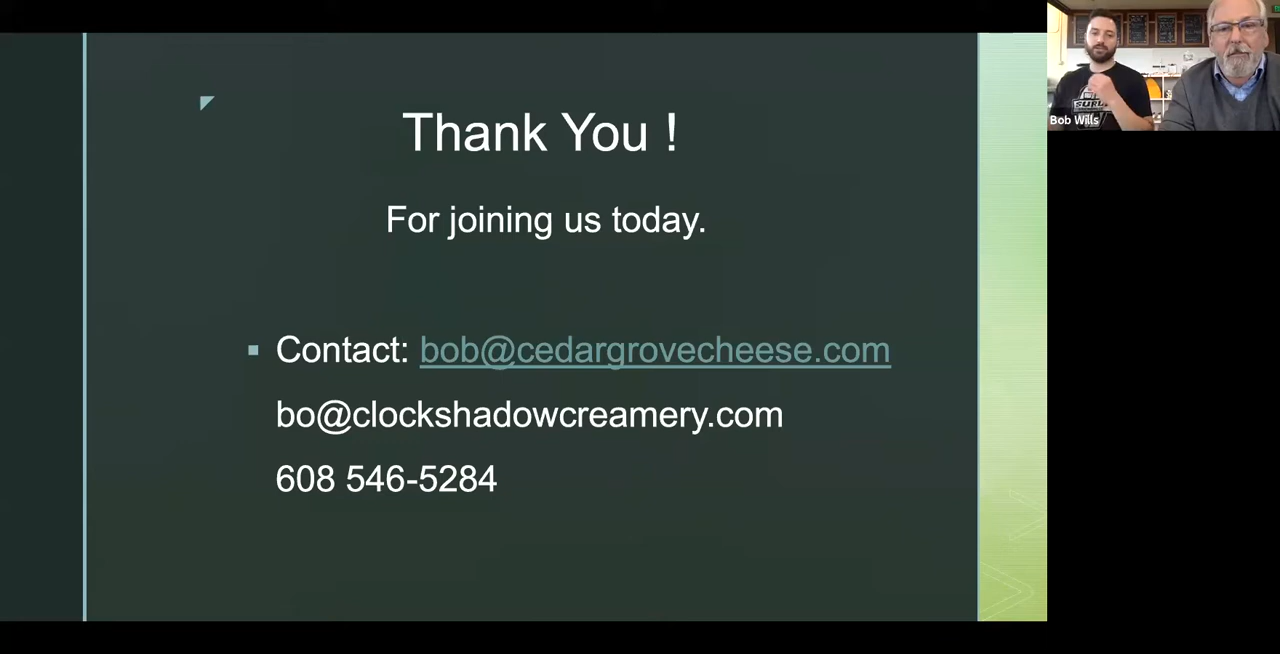 Thank You !
For joining us today.
▪ Contact: bob@cedargrovecheese.com
bo@clockshadowcreamery.com
608 546-5284
Bob Wills